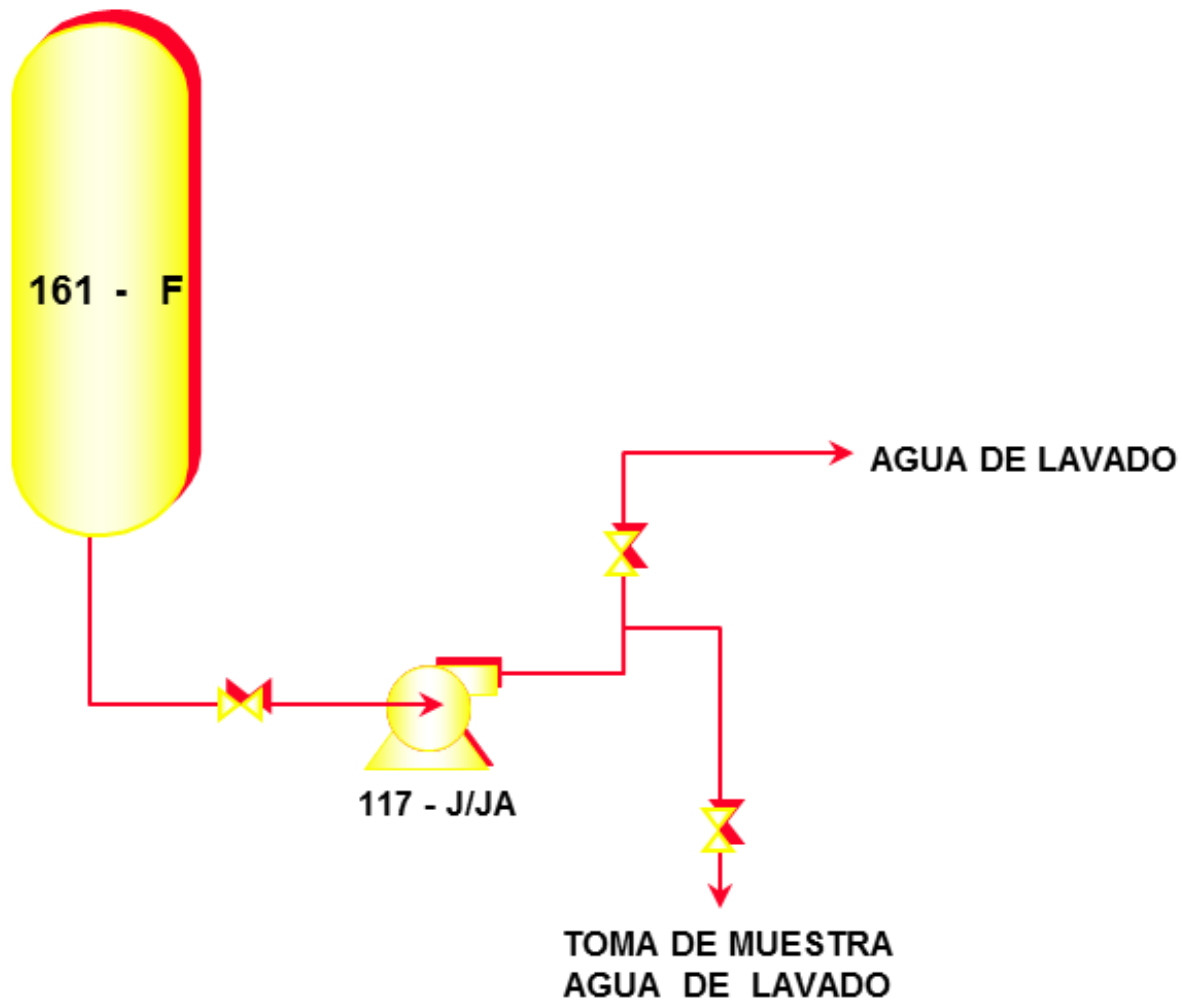 161 - F
AGUA DE LAVADO
117 - J/JA
TOMA DE MUESTRA
AGUA DE LAVADO